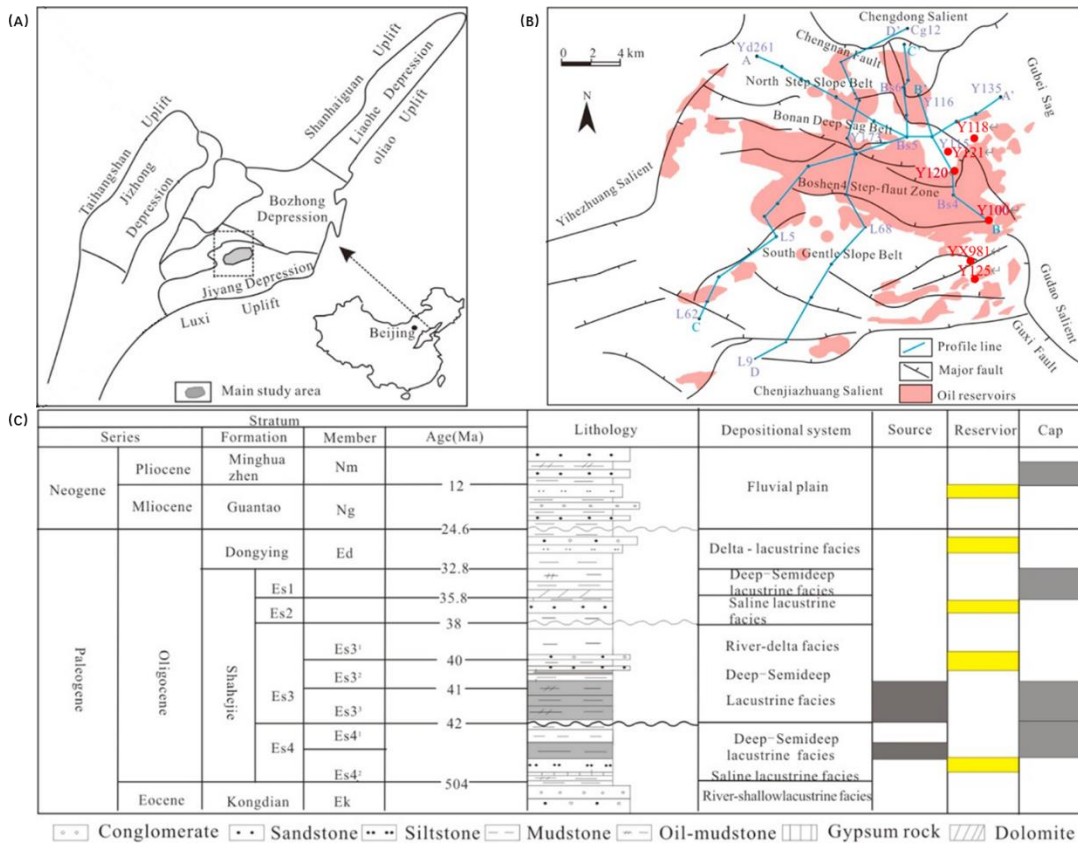 (A)
Taihangshan Uplift
Jizhong Depression
Shanhaiguan Uplift
Liaohe Depression
oliao Uplift
Bozhong
Depression
Jiyang Depression
Luxi Uplift
Beijing
Main study area
(B)
0 2 4 km
N
Chengdong Salient
D' Cg12
Chengnan Fault
C'
Yd261
A
North Step Slope Belt
Bs6
B'
Y116
Y135
A'
Gubei Sag
Bonan Deep Sag Belt
Bs5
Y118
Y115
Y121
Y120
Boshen4 Step-flaut Zone
Bs4
Y100
B
Yihezhuang Salient
L5
L68
South Gentle Slope Belt
YX981
Y125
Gudao Salient
L62
C
Guxi Fault
L9
D
Chenjiazhuang Salient
Profile line
Major fault
Oil reservoirs
(C)
Stratum
Series Formation Member Age(Ma) Lithology Depositional system Source Reservior Cap
Neogene Pliocene Minghua zhen Nm
12
Mliocene Guantao Ng
Fluvial plain
24.6
Paleogene Oligocene Dongying Ed Delta - lacustrine facies
32.8
Shahejie Es1 Deep-Semideep lacustrine facies
35.8
Es2 Saline lacustrine facies
38
Es3 Es3¹ River-delta facies
40
Es3² Deep-Semideep
41
Es3³ Lacustrine facies
42
Es4 Es4¹ Deep-Semideep lacustrine facies
Es4² Saline lacustrine facies
504
Eocene Kongdian Ek River-shallowlacustrine facies
Conglomerate Sandstone Siltstone Mudstone Oil-mudstone Gypsum rock Dolomite